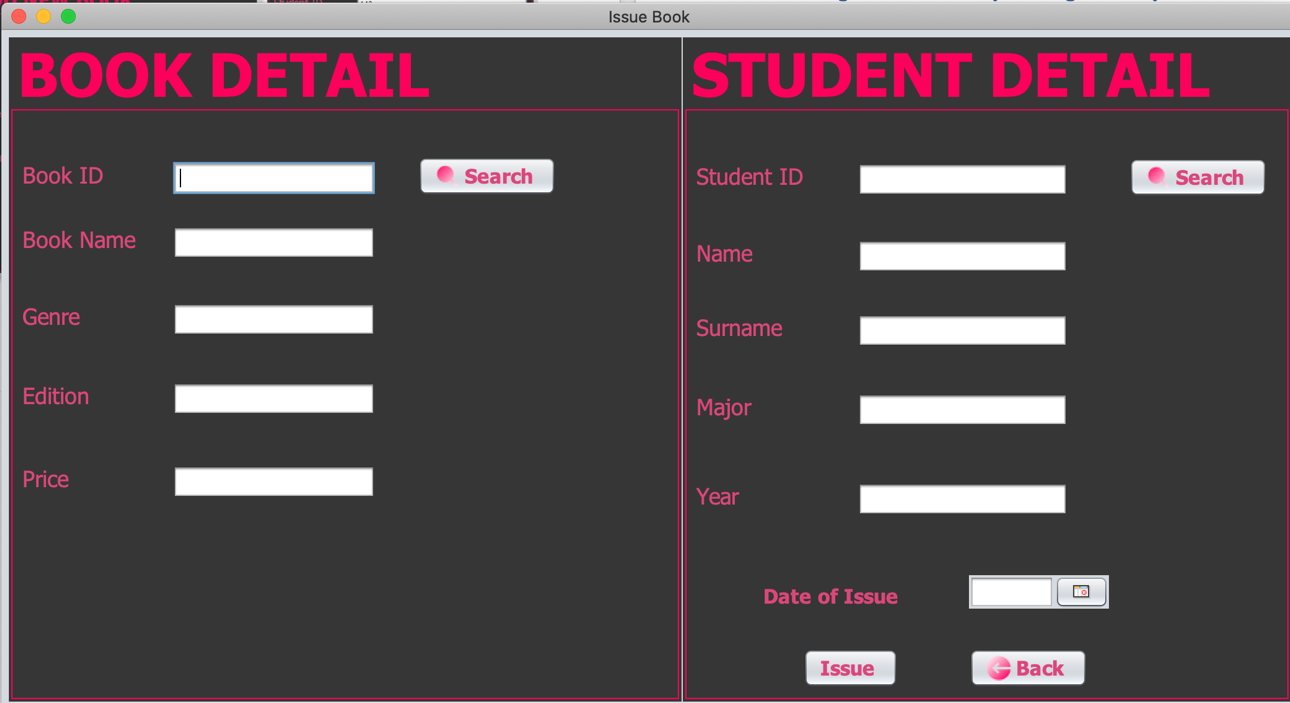 Issue Book
BOOK DETAIL
Book ID
Search
Book Name
Genre
Edition
Price
STUDENT DETAIL
Student ID
Search
Name
Surname
Major
Year
Date of Issue
Issue
Back